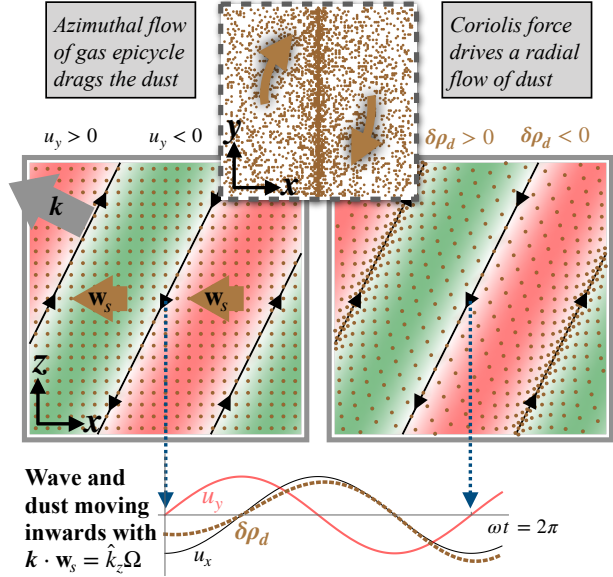 Azimuthal flow
of gas epicycle
drags the dust
Coriolis force
drives a radial
flow of dust
y
x
u_y > 0
u_y < 0
δρ_d > 0
δρ_d < 0
k
w_s
w_s
z
x
Wave and
dust moving
inwards with
k · w_s = k̂_zΩ
u_y
δρ_d
u_x
ωt = 2π